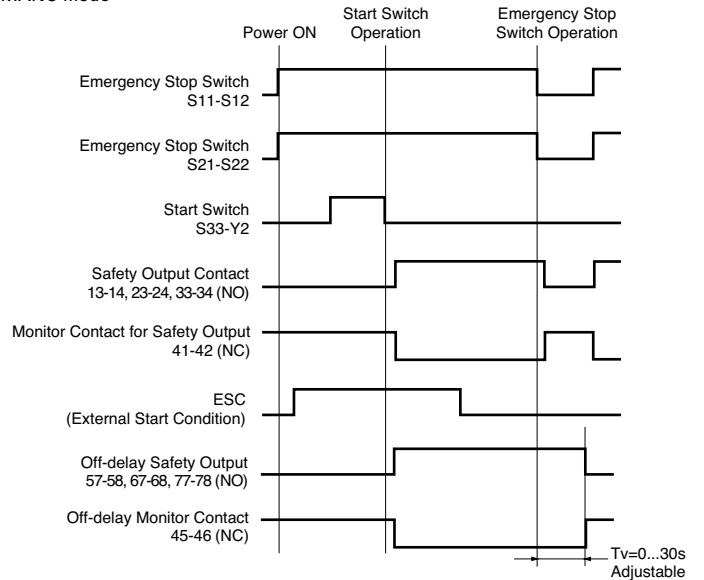 Start Switch
Operation
Emergency Stop
Switch Operation
Power ON
Emergency Stop Switch
S11-S12
Emergency Stop Switch
S21-S22
Start Switch
S33-Y2
Safety Output Contact
13-14, 23-24, 33-34 (NO)
Monitor Contact for Safety Output
41-42 (NC)
ESC
(External Start Condition)
Off-delay Safety Output
57-58, 67-68, 77-78 (NO)
Off-delay Monitor Contact
45-46 (NC)
Tv=0...30s
Adjustable